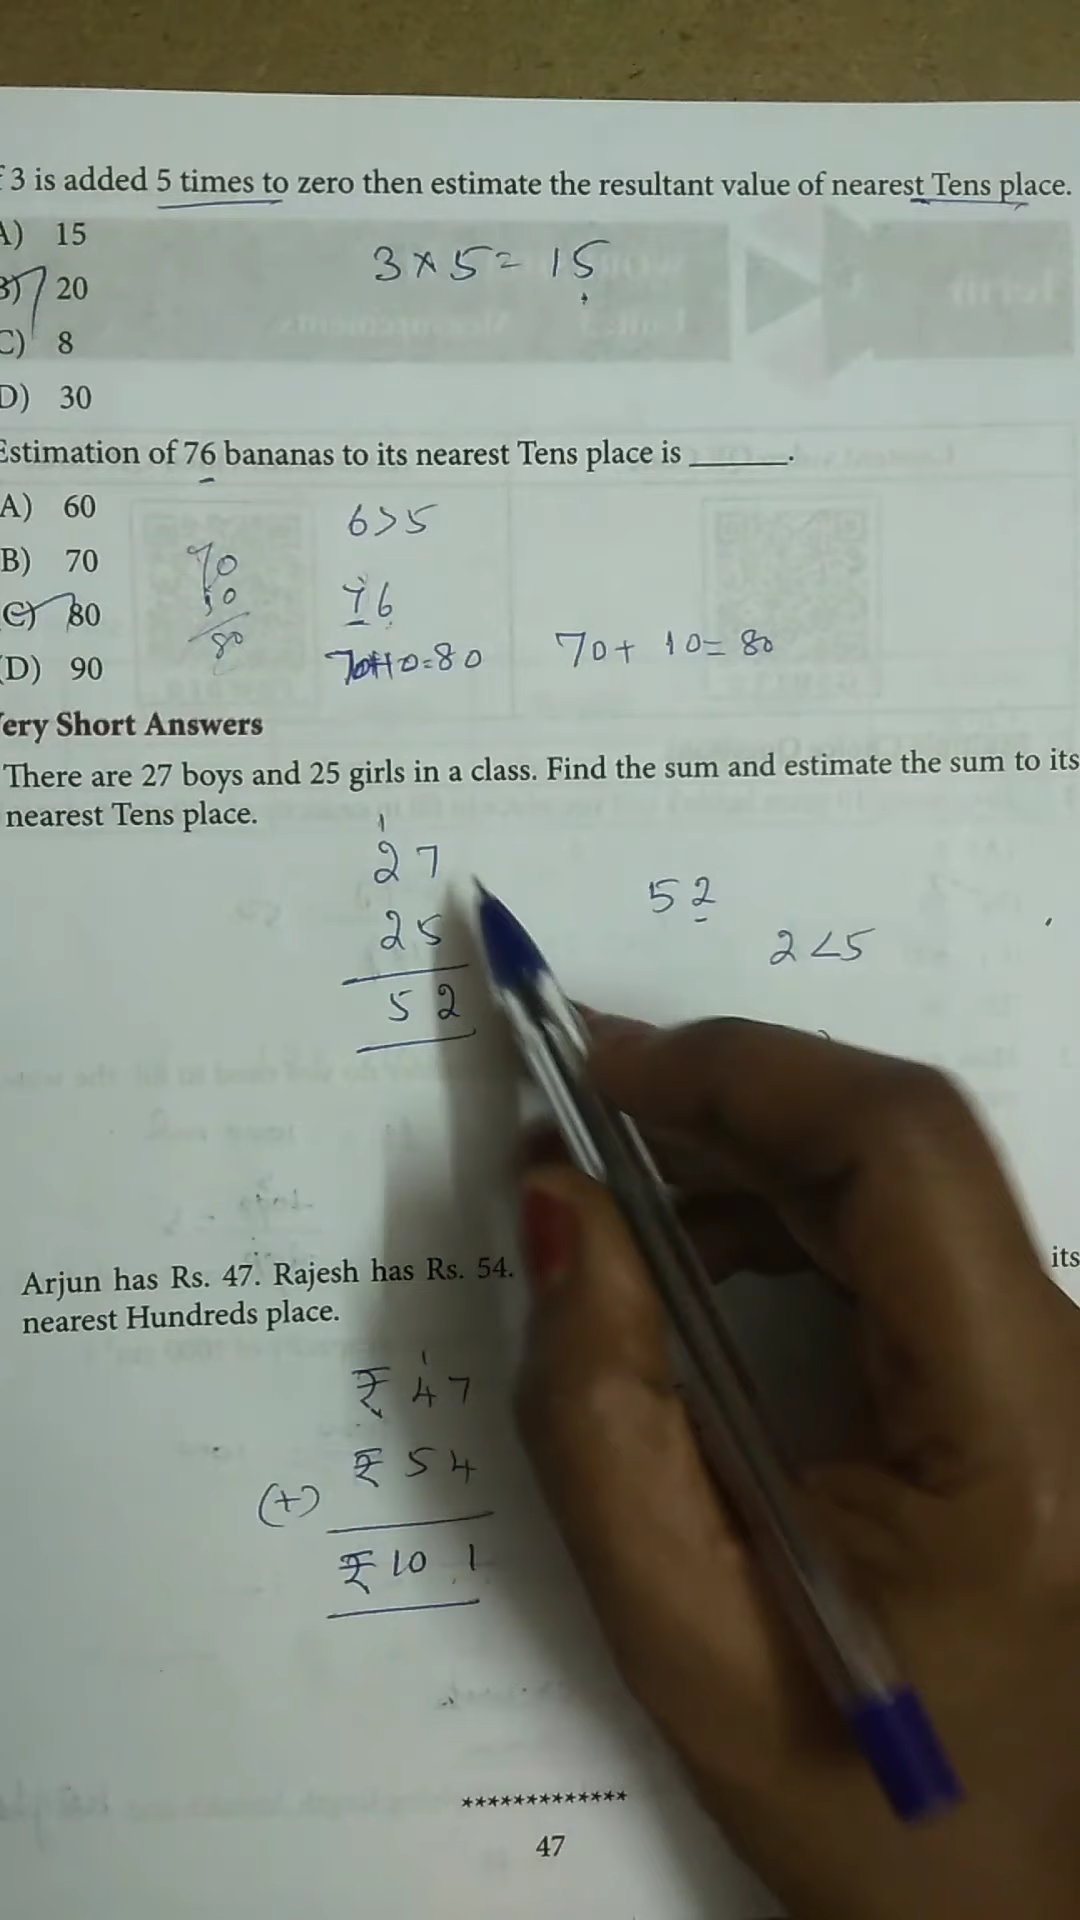 3 is added 5 times to zero then estimate the resultant value of nearest Tens place.
A) 15
3 × 5 = 15
B) 20
C) 8
D) 30
Estimation of 76 bananas to its nearest Tens place is ______.
A) 60
6>5
B) 70
70
10
80
76
C) 80
70+10=80
70+ 10= 80
D) 90
Very Short Answers
There are 27 boys and 25 girls in a class. Find the sum and estimate the sum to its
nearest Tens place.
1
27
25
52
52
2<5
Arjun has Rs. 47. Rajesh has Rs. 54.
its
nearest Hundreds place.
1
₹ 47
₹ 54
(+)
₹ 101
*************
47